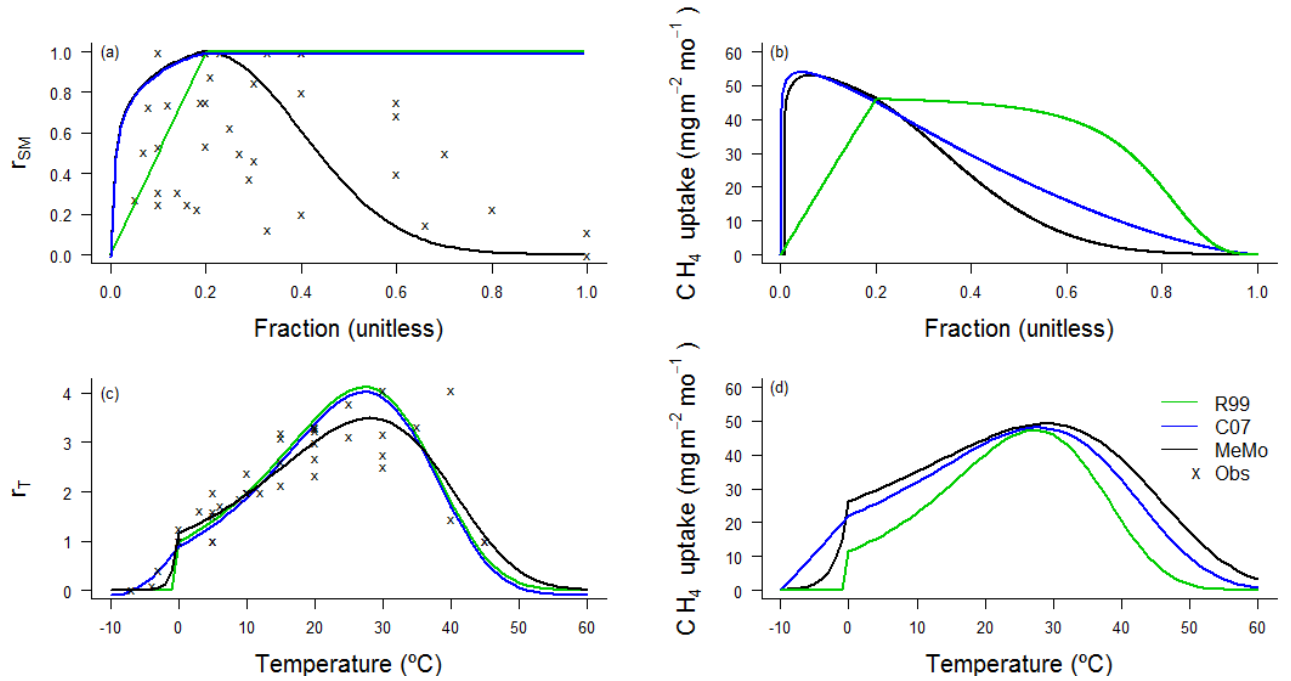 (a)
1.0
0.8
0.6
0.4
0.2
0.0
r_SM
0.0 0.2 0.4 0.6 0.8 1.0
Fraction (unitless)
(b)
60
50
40
30
20
10
0
CH₄ uptake (mg m⁻² mo⁻¹)
0.0 0.2 0.4 0.6 0.8 1.0
Fraction (unitless)
(c)
4
3
2
1
0
r_T
-10 0 10 20 30 40 50 60
Temperature (ºC)
(d)
60
50
40
30
20
10
0
CH₄ uptake (mg m⁻² mo⁻¹)
-10 0 10 20 30 40 50 60
Temperature (ºC)
R99
C07
MeMo
x Obs